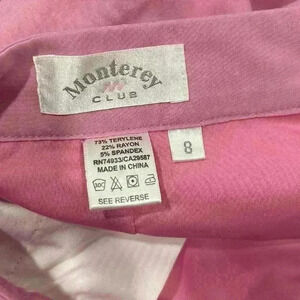 Monterey
CLUB
73% TERYLENE
22% RAYON
5% SPANDEX
RN74933/CA29587
MADE IN CHINA
SEE REVERSE
8